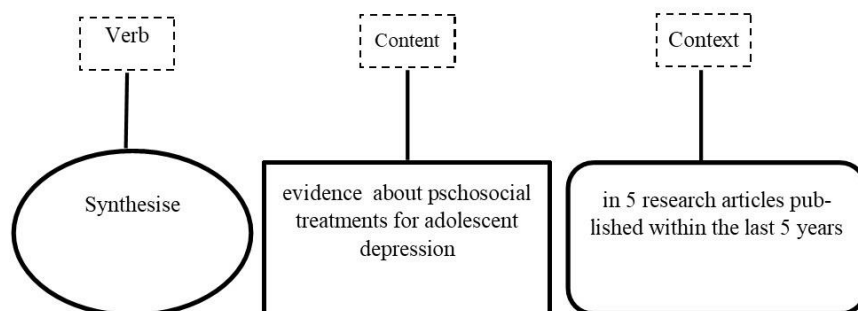 Verb
Content
Context
Synthesise
evidence about pschosocial
treatments for adolescent
depression
in 5 research articles pub-
lished within the last 5 years